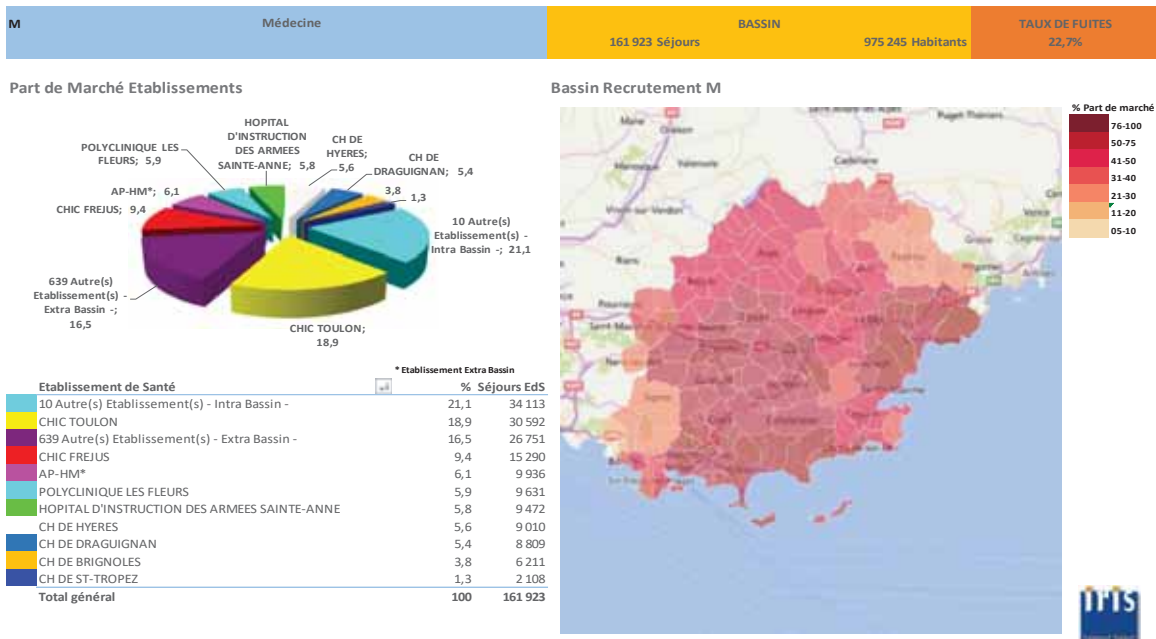 M Médecine BASSIN TAUX DE FUITES
161 923 Séjours 975 245 Habitants 22,7%
Part de Marché Etablissements
HOPITAL
D'INSTRUCTION
DES ARMEES
SAINTE-ANNE; 5,8
POLYCLINIQUE LES
FLEURS; 5,9
CH DE
HYERES;
5,6
CH DE
DRAGUIGNAN; 5,4
3,8
1,3
AP-HM*; 6,1
CHIC FREJUS; 9,4
10 Autre(s)
Etablissement(s) -
Intra Bassin -; 21,1
639 Autre(s)
Etablissement(s) -
Extra Bassin -;
16,5
CHIC TOULON;
18,9
* Etablissement Extra Bassin
Etablissement de Santé % Séjours EdS
10 Autre(s) Etablissement(s) - Intra Bassin - 21,1 34 113
CHIC TOULON 18,9 30 592
639 Autre(s) Etablissement(s) - Extra Bassin - 16,5 26 751
CHIC FREJUS 9,4 15 290
AP-HM* 6,1 9 936
POLYCLINIQUE LES FLEURS 5,9 9 631
HOPITAL D'INSTRUCTION DES ARMEES SAINTE-ANNE 5,8 9 472
CH DE HYERES 5,6 9 010
CH DE DRAGUIGNAN 5,4 8 809
CH DE BRIGNOLES 3,8 6 211
CH DE ST-TROPEZ 1,3 2 108
Total général 100 161 923
Bassin Recrutement M
% Part de marché
76-100
50-75
41-50
31-40
21-30
11-20
05-10
iris